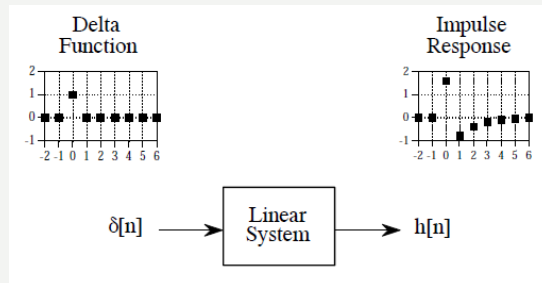 Delta
Function
2
1
0
-1
-2 -1 0 1 2 3 4 5 6
Impulse
Response
2
1
0
-1
-2 -1 0 1 2 3 4 5 6
δ[n]
Linear
System
h[n]